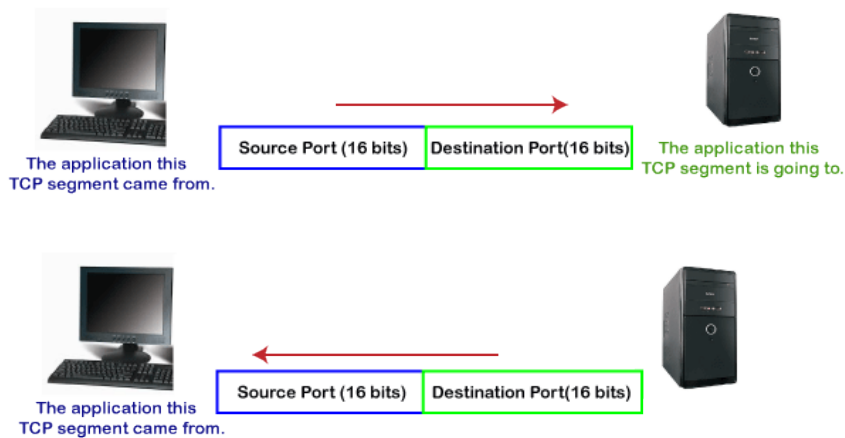 Source Port (16 bits)
Destination Port(16 bits)
The application this
TCP segment came from.
The application this
TCP segment is going to.
Source Port (16 bits)
Destination Port(16 bits)
The application this
TCP segment came from.